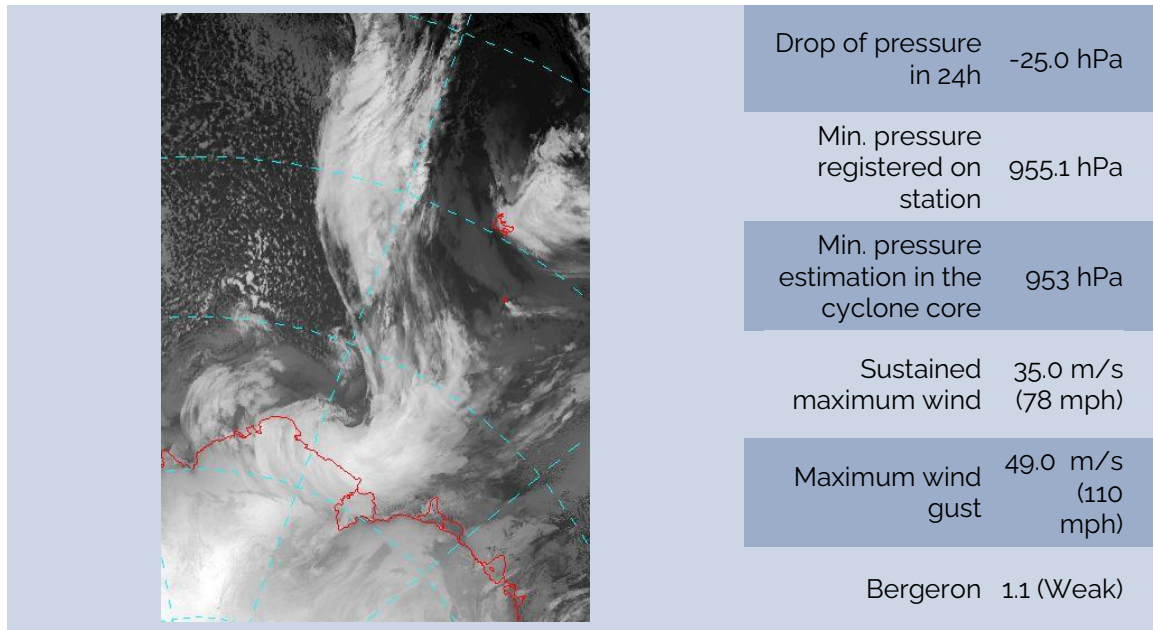 Drop of pressure
in 24h
-25.0 hPa
Min. pressure
registered on
station
955.1 hPa
Min. pressure
estimation in the
cyclone core
953 hPa
Sustained
maximum wind
35.0 m/s
(78 mph)
Maximum wind
gust
49.0 m/s
(110
mph)
Bergeron
1.1 (Weak)